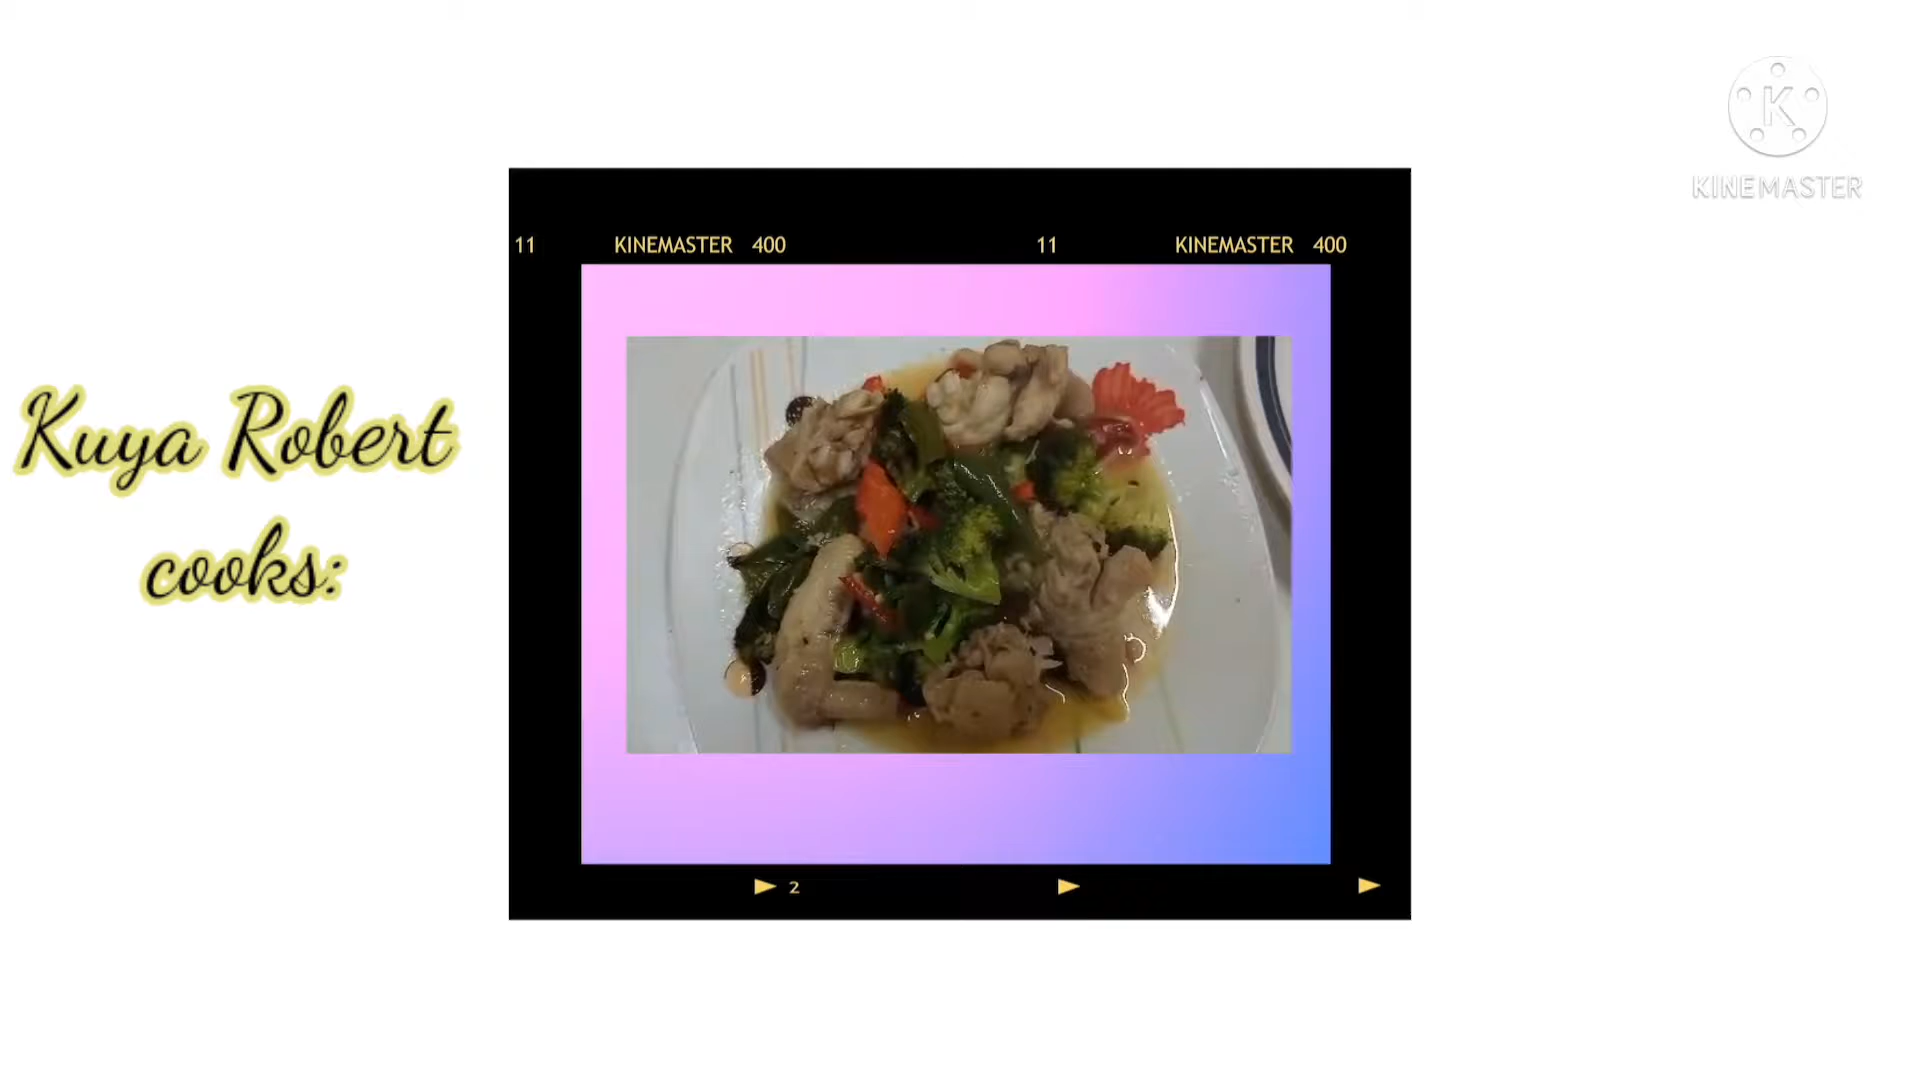 K
KINEMASTER
11 KINEMASTER 400 11 KINEMASTER 400
Kuya Robert
cooks:
2